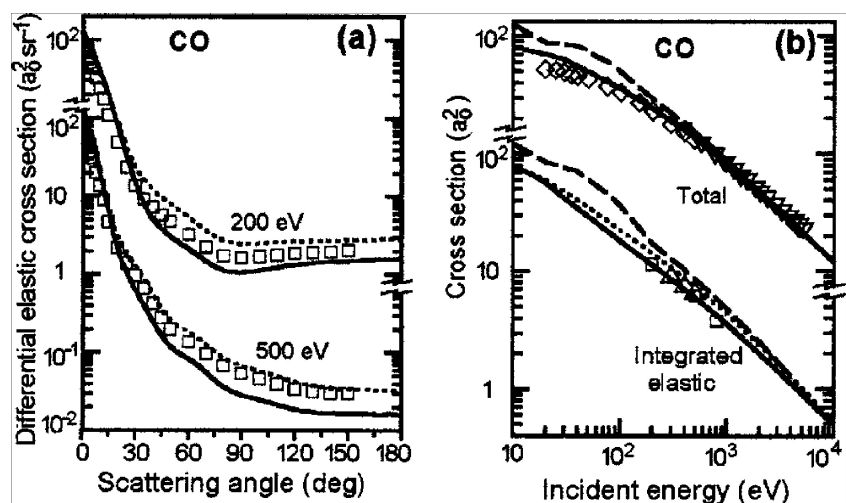 CO
(a)
Differential elastic cross section (a₀² sr⁻¹)
10²
10²
10
1
10⁻¹
10⁻²
200 eV
500 eV
0 30 60 90 120 150 180
Scattering angle (deg)
CO
(b)
Cross section (a₀²)
10²
10²
10
1
Total
Integrated
elastic
10 10² 10³ 10⁴
Incident energy (eV)